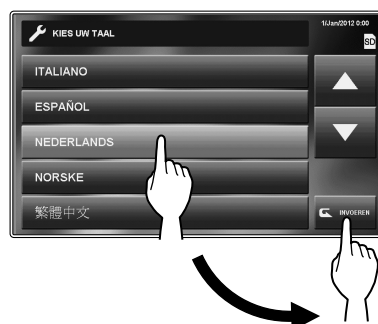 KIES UW TAAL
1/Jan/2012 0:00
SD
ITALIANO
ESPAÑOL
NEDERLANDS
NORSKE
繁體中文
INVOEREN